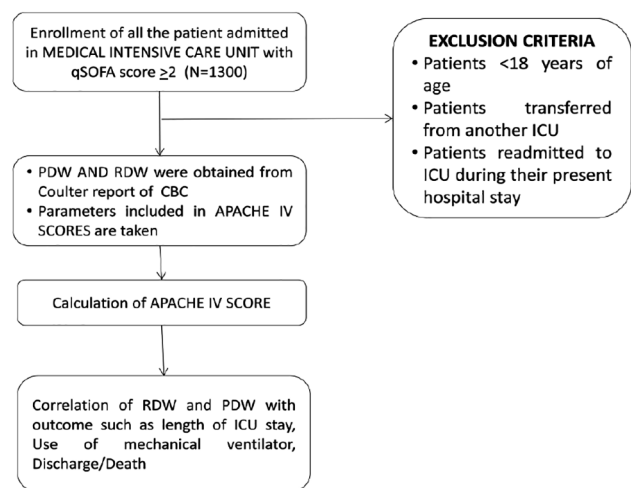 Enrollment of all the patient admitted
in MEDICAL INTENSIVE CARE UNIT with
qSOFA score ≥2 (N=1300)
EXCLUSION CRITERIA
• Patients <18 years of
age
• Patients transferred
from another ICU
• Patients readmitted to
ICU during their present
hospital stay
• PDW AND RDW were obtained from
Coulter report of CBC
• Parameters included in APACHE IV
SCORES are taken
Calculation of APACHE IV SCORE
Correlation of RDW and PDW with
outcome such as length of ICU stay,
Use of mechanical ventilator,
Discharge/Death